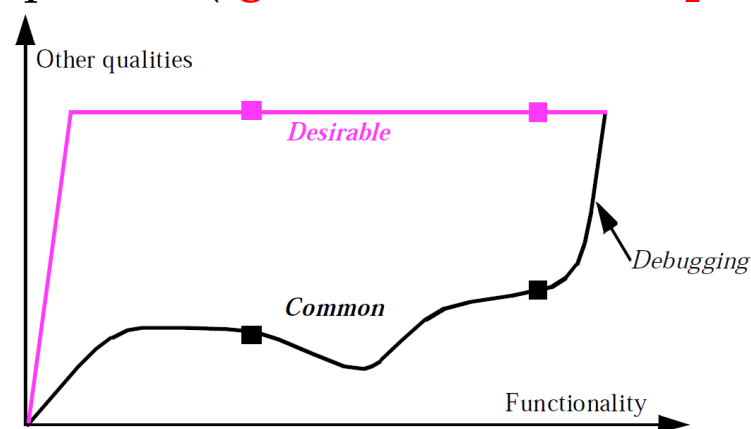 Other qualities
Desirable
Debugging
Common
Functionality